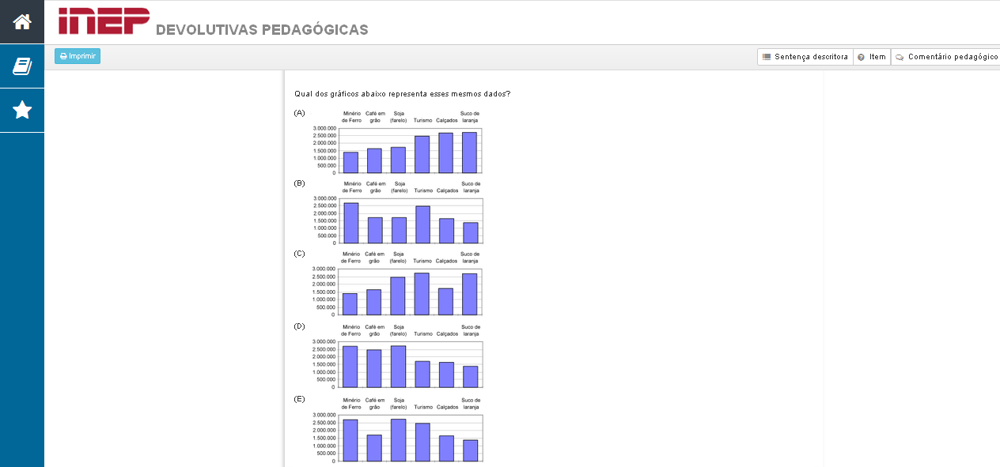 INEP DEVOLUTIVAS PEDAGÓGICAS
Imprimir
Sentença descritora Item Comentário pedagógico
Qual dos gráficos abaixo representa esses mesmos dados?
(A)
Minério Café em Soja Suco de
de Ferro grão (farelo) Turismo Calçados laranja
3.000.000
2.500.000
2.000.000
1.500.000
1.000.000
500.000
0
(B)
Minério Café em Soja Suco de
de Ferro grão (farelo) Turismo Calçados laranja
3.000.000
2.500.000
2.000.000
1.500.000
1.000.000
500.000
0
(C)
Minério Café em Soja Suco de
de Ferro grão (farelo) Turismo Calçados laranja
3.000.000
2.500.000
2.000.000
1.500.000
1.000.000
500.000
0
(D)
Minério Café em Soja Suco de
de Ferro grão (farelo) Turismo Calçados laranja
3.000.000
2.500.000
2.000.000
1.500.000
1.000.000
500.000
0
(E)
Minério Café em Soja Suco de
de Ferro grão (farelo) Turismo Calçados laranja
3.000.000
2.500.000
2.000.000
1.500.000
1.000.000
500.000
0